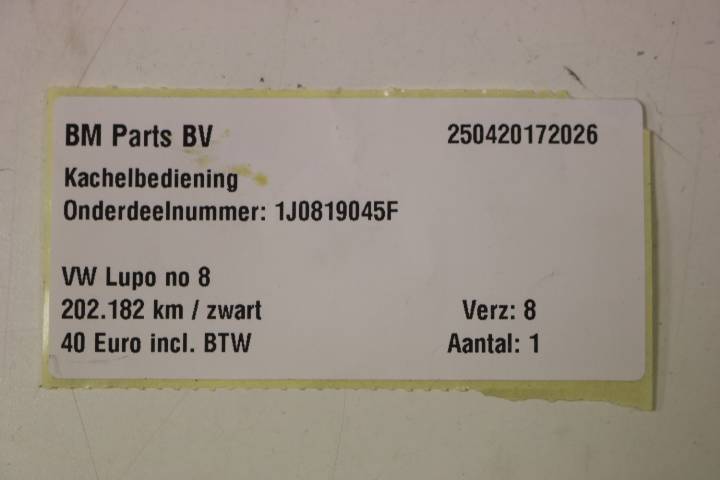 BM Parts BV 250420172026
Kachelbediening
Onderdeelnummer: 1J0819045F
VW Lupo no 8
202.182 km / zwart Verz: 8
40 Euro incl. BTW Aantal: 1